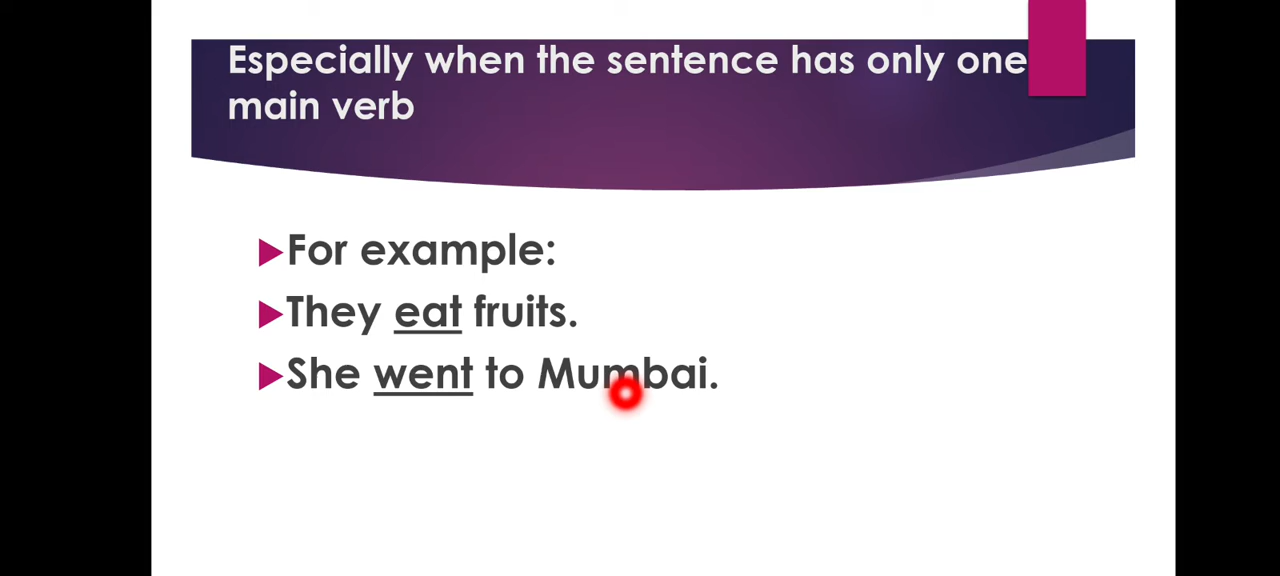 Especially when the sentence has only one
main verb
For example:
They eat fruits.
She went to Mumbai.